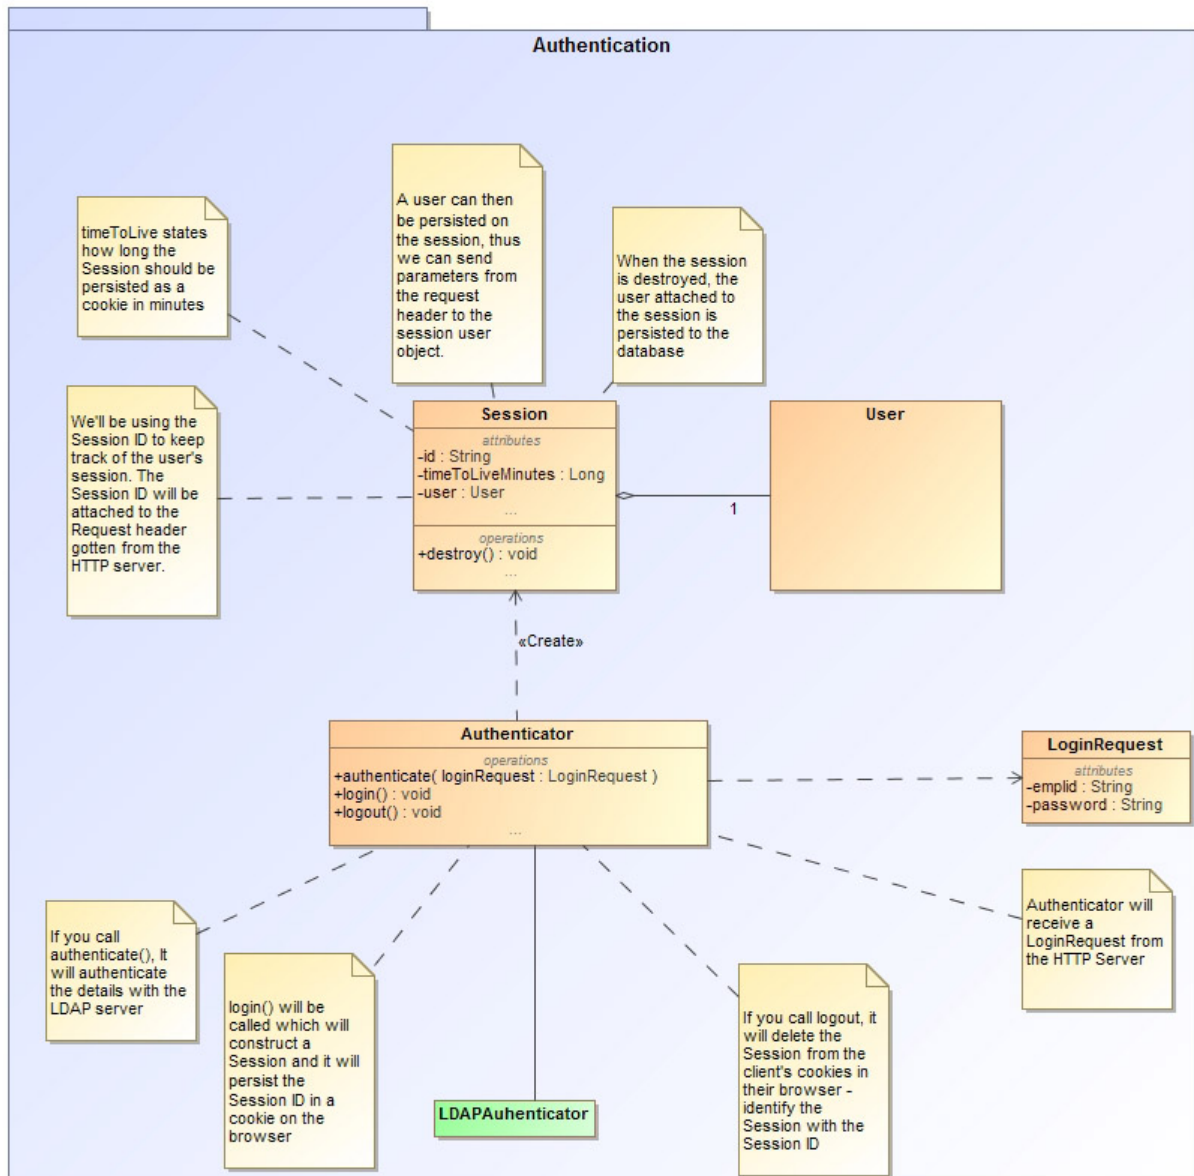 Authentication
timeToLive states
how long the
Session should be
persisted as a
cookie in minutes
A user can then
be persisted on
the session, thus
we can send
parameters from
the request
header to the
session user
object.
When the session
is destroyed, the
user attached to
the session is
persisted to the
database
We'll be using the
Session ID to keep
track of the user's
session. The
Session ID will be
attached to the
Request header
gotten from the
HTTP server.
Session
attributes
-id : String
-timeToLiveMinutes : Long
-user : User
...
operations
+destroy() : void
...
1
User
«Create»
Authenticator
operations
+authenticate( loginRequest : LoginRequest )
+login() : void
+logout() : void
...
LoginRequest
attributes
-emplid : String
-password : String
If you call
authenticate(), It
will authenticate
the details with the
LDAP server
login() will be
called which will
construct a
Session and it will
persist the
Session ID in a
cookie on the
browser
LDAPAuhenticator
If you call logout, it
will delete the
Session from the
client's cookies in
their browser -
identify the
Session with the
Session ID
Authenticator will
receive a
LoginRequest from
the HTTP Server